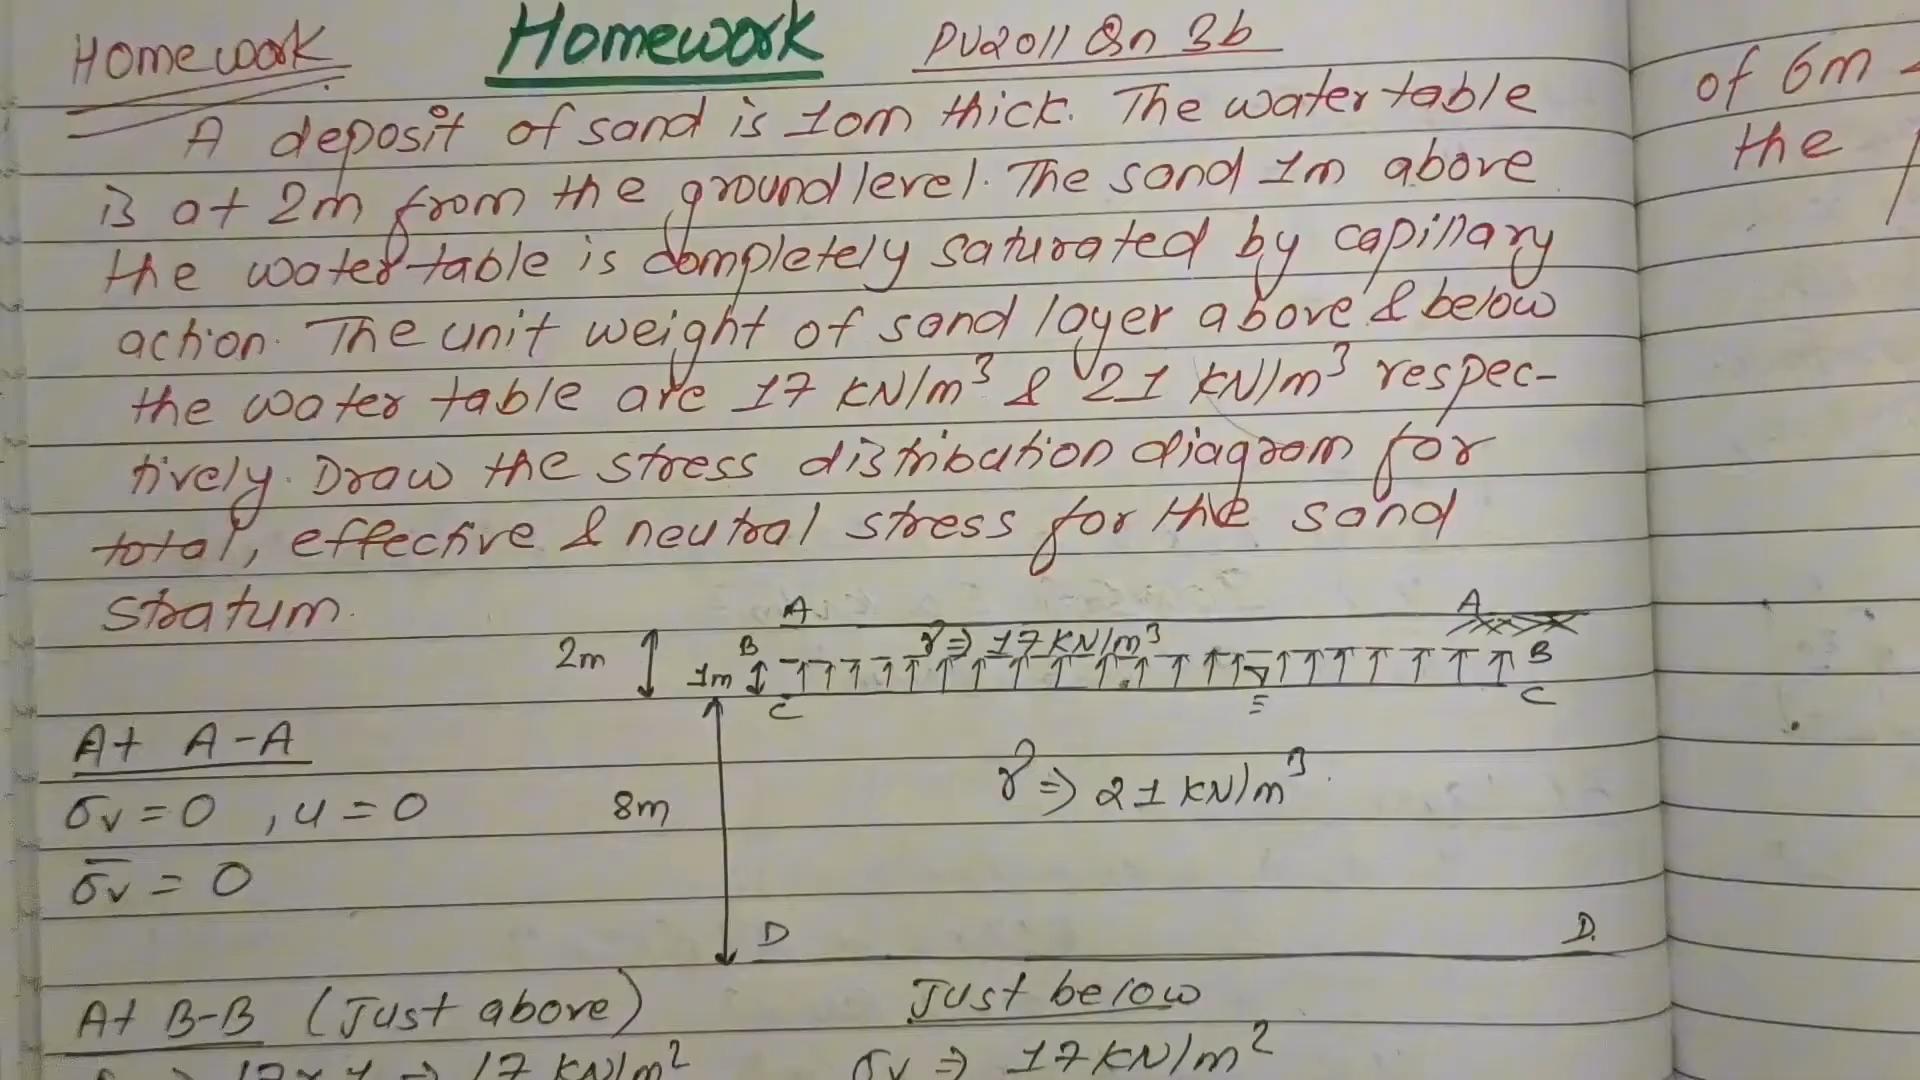 Homework
Homework
PU2011 Qn 3b
A deposit of sand is 10m thick. The water table
is at 2m from the ground level. The sand 1m above
the water table is completely saturated by capillary
action. The unit weight of sand layer above & below
the water table are 17 KN/m³ & 21 KN/m³ respec-
tively. Draw the stress distribution diagram for
total, effective & neutral stress for the sand
stratum.
of 6m
the
A
A
2m
B
γ ⇒ 17 KN/m³
1m
B
C
C
At A-A
σv = 0 , u = 0
8m
γ ⇒ 21 KN/m³.
σ̄v = 0
D
D.
At B-B (Just above)
Just below
17 KN/m²
σv ⇒ 17 KN/m²